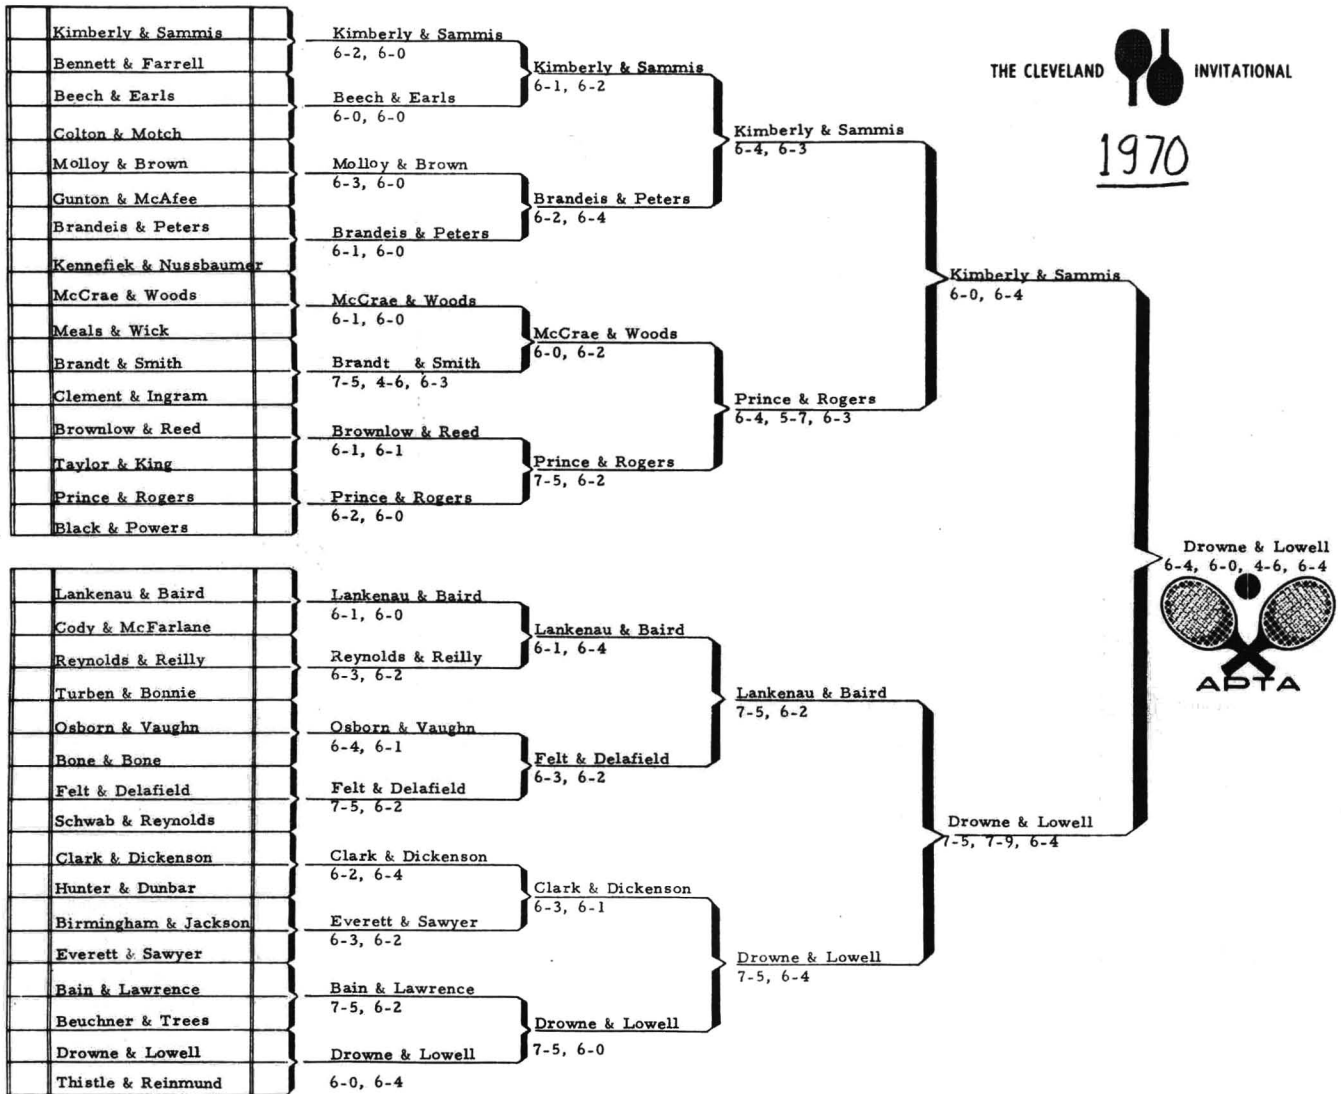 THE CLEVELAND INVITATIONAL
1970
Kimberly & Sammis
Bennett & Farrell
Beech & Earls
Colton & Motch
Molloy & Brown
Gunton & McAfee
Brandeis & Peters
Kennefiek & Nussbaumer
McCrae & Woods
Meals & Wick
Brandt & Smith
Clement & Ingram
Brownlow & Reed
Taylor & King
Prince & Rogers
Black & Powers
Lankenau & Baird
Cody & McFarlane
Reynolds & Reilly
Turben & Bonnie
Osborn & Vaughn
Bone & Bone
Felt & Delafield
Schwab & Reynolds
Clark & Dickenson
Hunter & Dunbar
Birmingham & Jackson
Everett & Sawyer
Bain & Lawrence
Beuchner & Trees
Drowne & Lowell
Thistle & Reinmund
Kimberly & Sammis
6-2, 6-0
Beech & Earls
6-0, 6-0
Molloy & Brown
6-3, 6-0
Brandeis & Peters
6-1, 6-0
McCrae & Woods
6-1, 6-0
Brandt & Smith
7-5, 4-6, 6-3
Brownlow & Reed
6-1, 6-1
Prince & Rogers
6-2, 6-0
Lankenau & Baird
6-1, 6-0
Reynolds & Reilly
6-3, 6-2
Osborn & Vaughn
6-4, 6-1
Felt & Delafield
7-5, 6-2
Clark & Dickenson
6-2, 6-4
Everett & Sawyer
6-3, 6-2
Bain & Lawrence
7-5, 6-2
Drowne & Lowell
6-0, 6-4
Kimberly & Sammis
6-1, 6-2
Brandeis & Peters
6-2, 6-4
McCrae & Woods
6-0, 6-2
Prince & Rogers
7-5, 6-2
Lankenau & Baird
6-1, 6-4
Felt & Delafield
6-3, 6-2
Clark & Dickenson
6-3, 6-1
Drowne & Lowell
7-5, 6-0
Kimberly & Sammis
6-4, 6-3
Prince & Rogers
6-4, 5-7, 6-3
Lankenau & Baird
7-5, 6-2
Drowne & Lowell
7-5, 6-4
Kimberly & Sammis
6-0, 6-4
Drowne & Lowell
7-5, 7-9, 6-4
Drowne & Lowell
6-4, 6-0, 4-6, 6-4
APTA